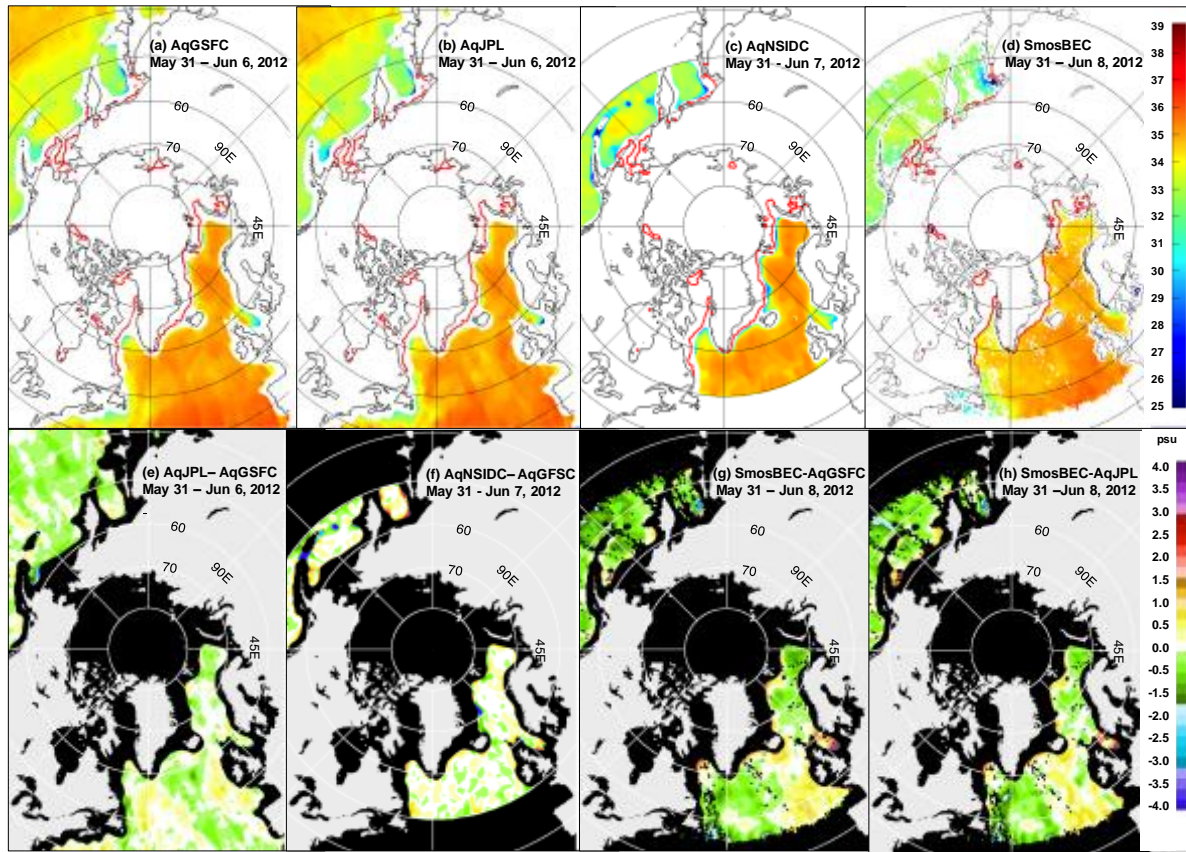 (a) AqGSFC
May 31 – Jun 6, 2012
60
70
90E
45E
(b) AqJPL
May 31 – Jun 6, 2012
60
70
90E
45E
(c) AqNSIDC
May 31 - Jun 7, 2012
60
70
90E
45E
(d) SmosBEC
May 31 – Jun 8, 2012
60
70
90E
45E
39
38
37
36
35
34
33
32
31
30
29
28
27
26
25
(e) AqJPL– AqGSFC
May 31 – Jun 6, 2012
60
70
90E
45E
(f) AqNSIDC– AqGFSC
May 31 - Jun 7, 2012
60
70
90E
45E
(g) SmosBEC-AqGSFC
May 31 – Jun 8, 2012
60
70
90E
45E
(h) SmosBEC-AqJPL
May 31 –Jun 8, 2012
60
70
90E
45E
psu
4.0
3.5
3.0
2.5
2.0
1.5
1.0
0.5
0.0
-0.5
-1.0
-1.5
-2.0
-2.5
-3.0
-3.5
-4.0